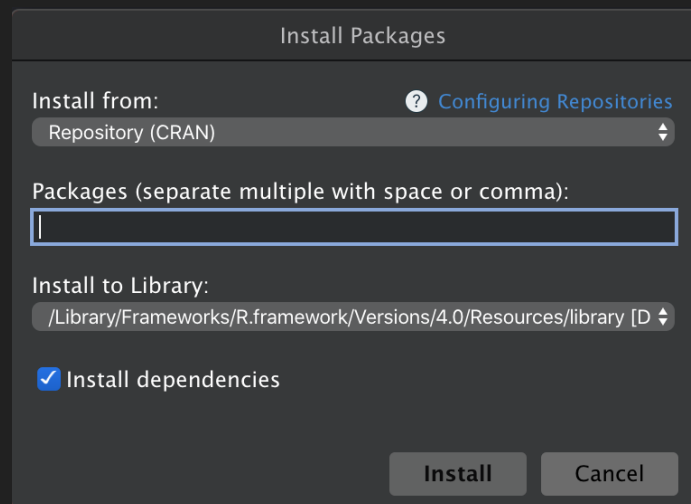 Install Packages
Install from:
? Configuring Repositories
Repository (CRAN)
Packages (separate multiple with space or comma):
Install to Library:
/Library/Frameworks/R.framework/Versions/4.0/Resources/library [D
Install dependencies
Install
Cancel